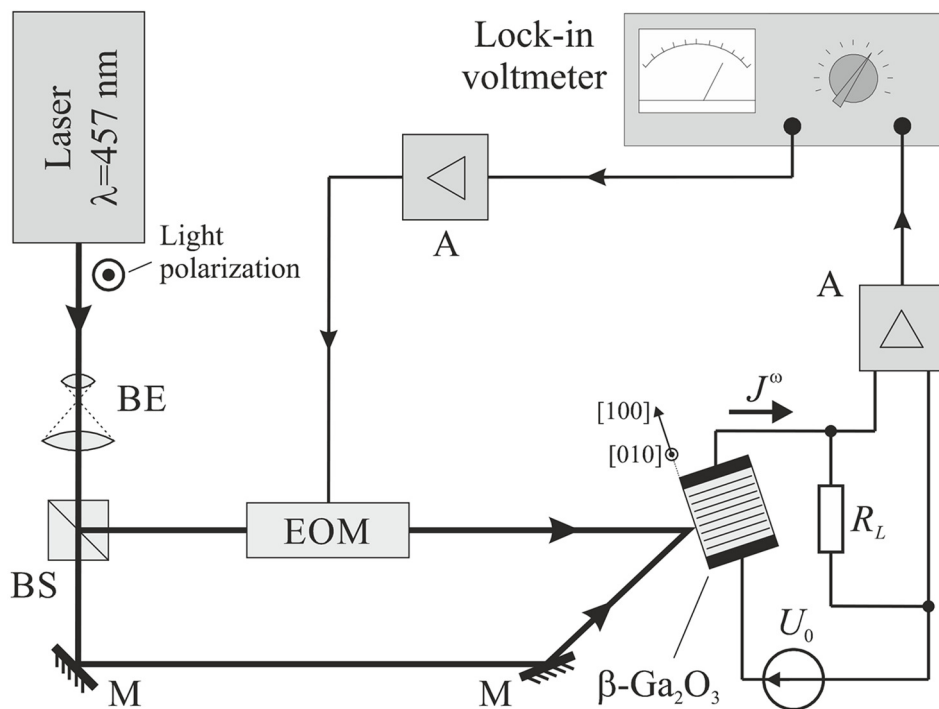 Laser
λ=457 nm
Lock-in
voltmeter
A
Light
polarization
A
BE
J^ω
[100]
[010]
EOM
R_L
BS
U₀
β-Ga₂O₃
M
M